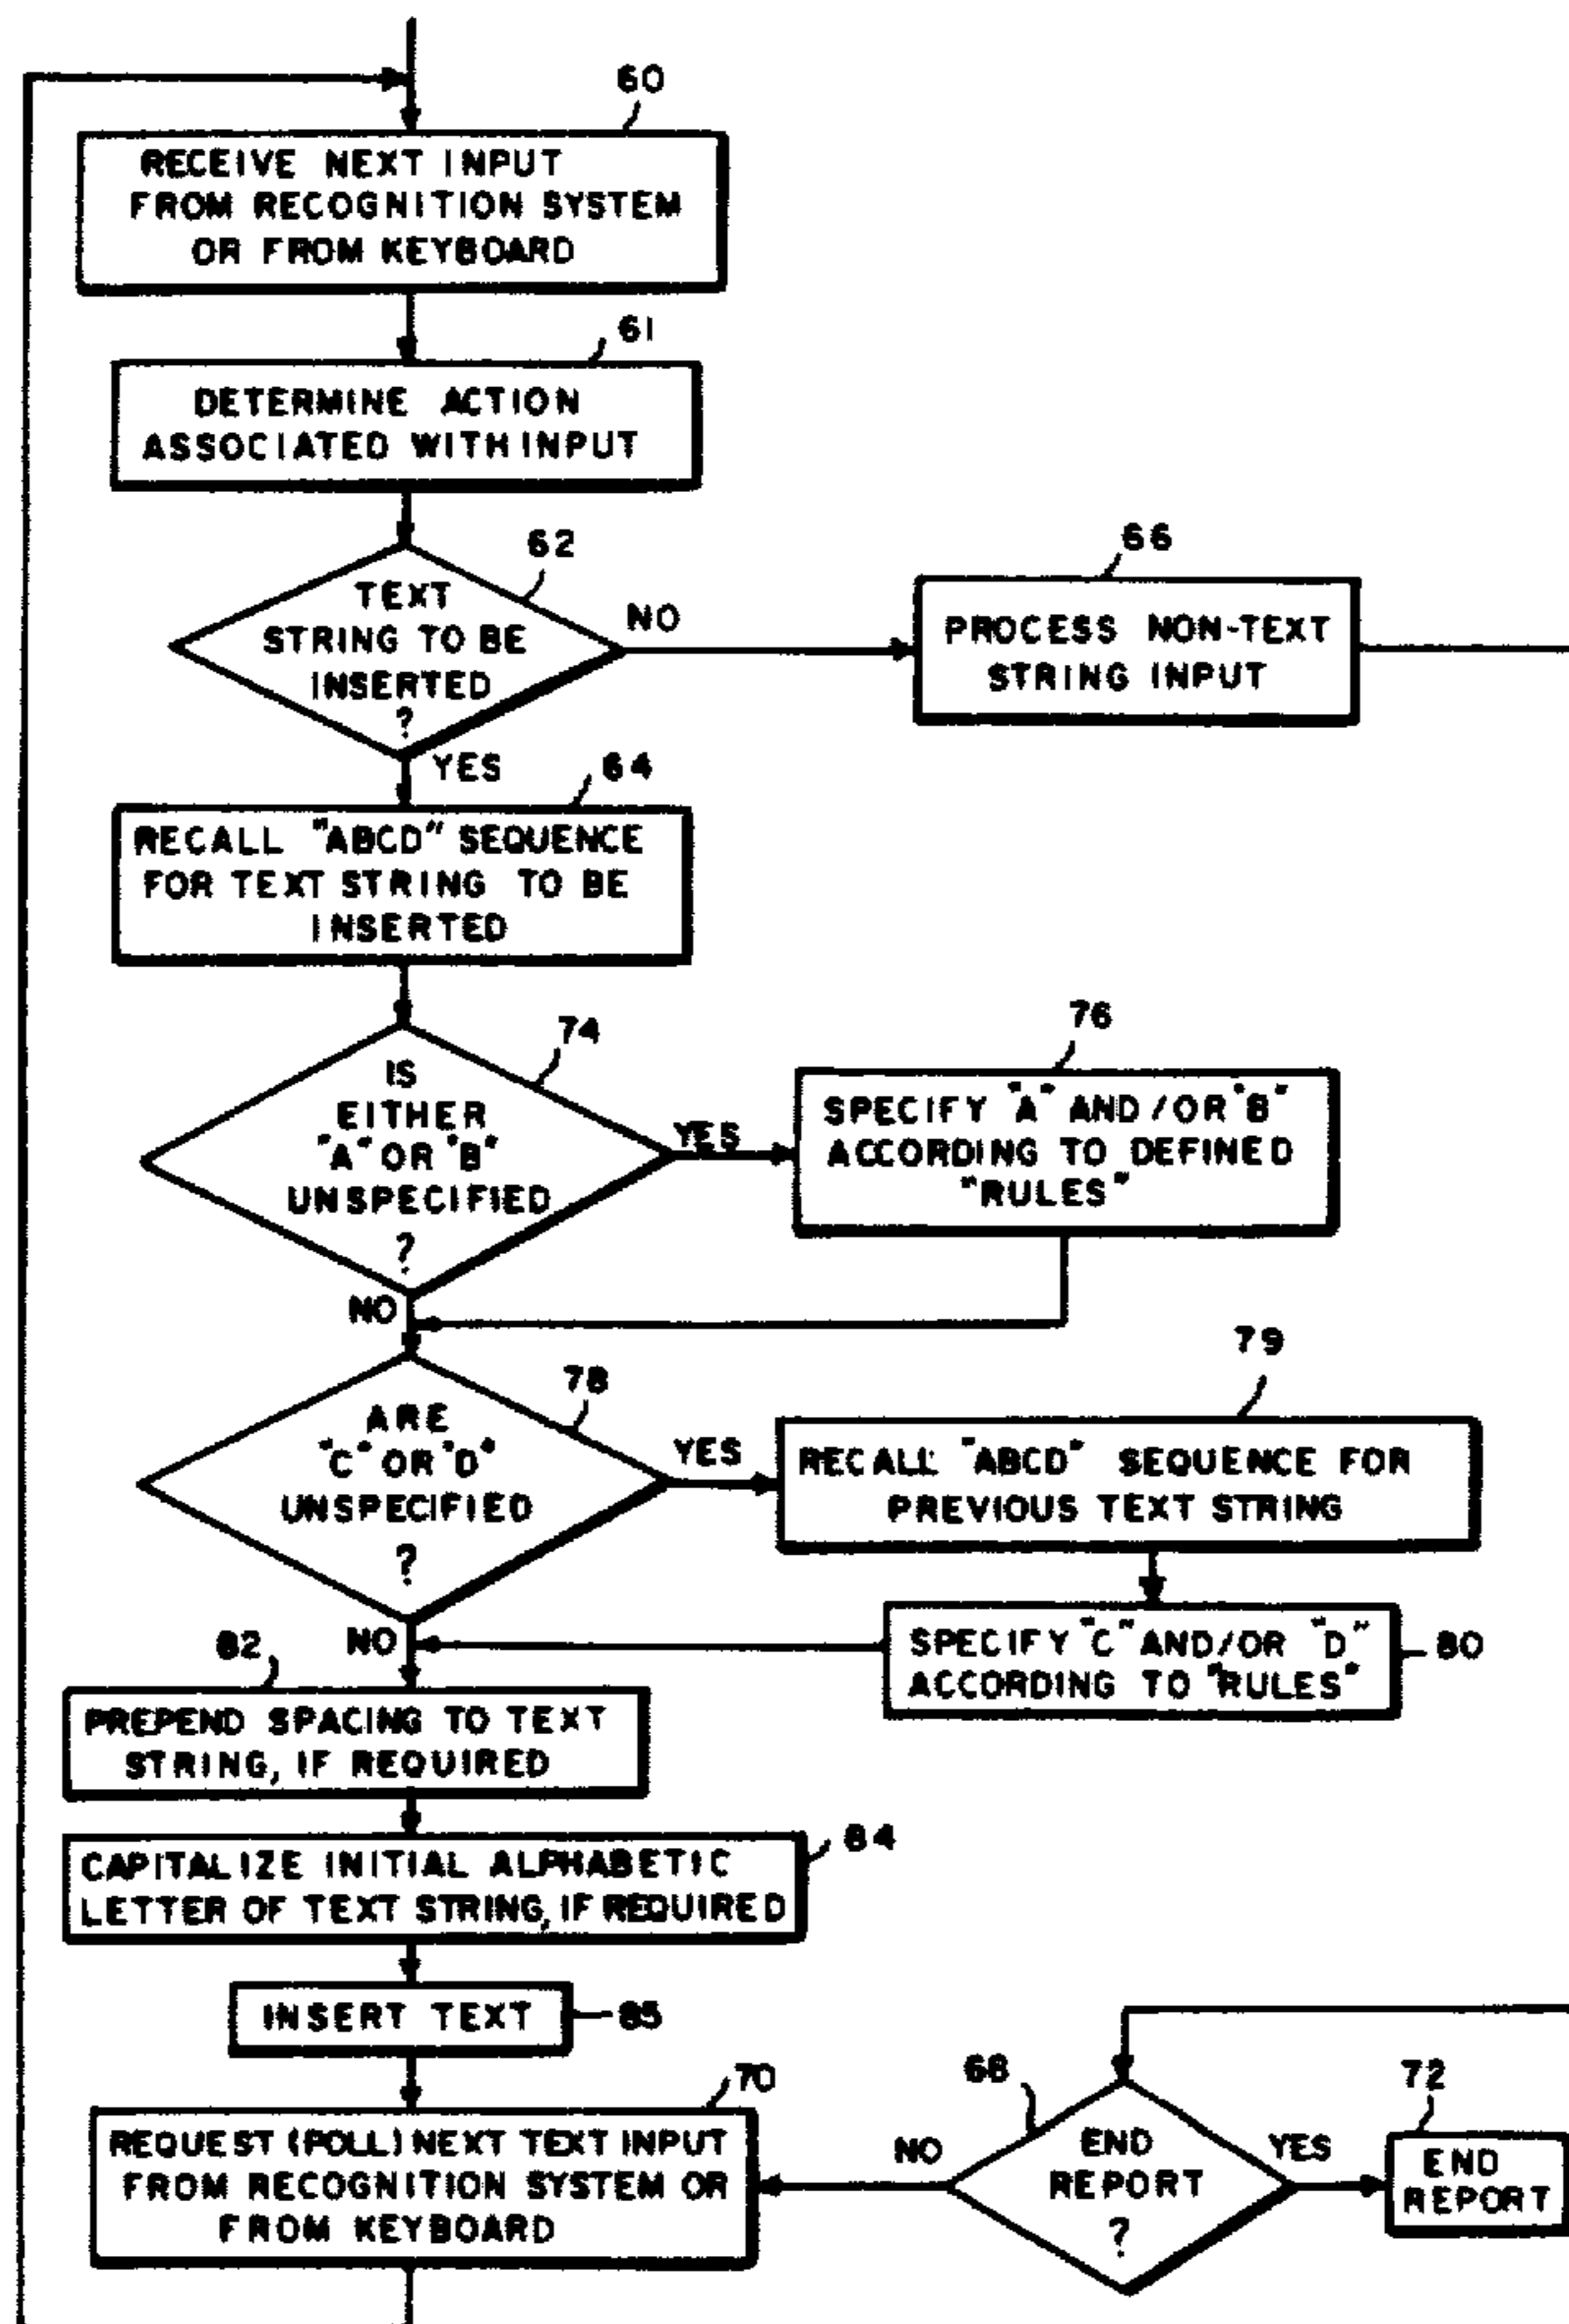 60
RECEIVE NEXT INPUT
FROM RECOGNITION SYSTEM
OR FROM KEYBOARD
61
DETERMINE ACTION
ASSOCIATED WITH INPUT
62
TEXT
STRING TO BE
INSERTED
?
NO
YES
66
PROCESS NON-TEXT
STRING INPUT
64
RECALL "ABCD" SEQUENCE
FOR TEXT STRING TO BE
INSERTED
74
IS
EITHER
"A" OR "B"
UNSPECIFIED
?
YES
NO
76
SPECIFY "A" AND/OR "B"
ACCORDING TO DEFINED
"RULES"
78
ARE
"C" OR "D"
UNSPECIFIED
?
YES
NO
79
RECALL "ABCD" SEQUENCE FOR
PREVIOUS TEXT STRING
SPECIFY "C" AND/OR "D"
ACCORDING TO "RULES"
80
82
PREPEND SPACING TO TEXT
STRING, IF REQUIRED
84
CAPITALIZE INITIAL ALPHABETIC
LETTER OF TEXT STRING, IF REQUIRED
INSERT TEXT
85
70
REQUEST (POLL) NEXT TEXT INPUT
FROM RECOGNITION SYSTEM OR
FROM KEYBOARD
68
END
REPORT
?
NO
YES
72
END
REPORT